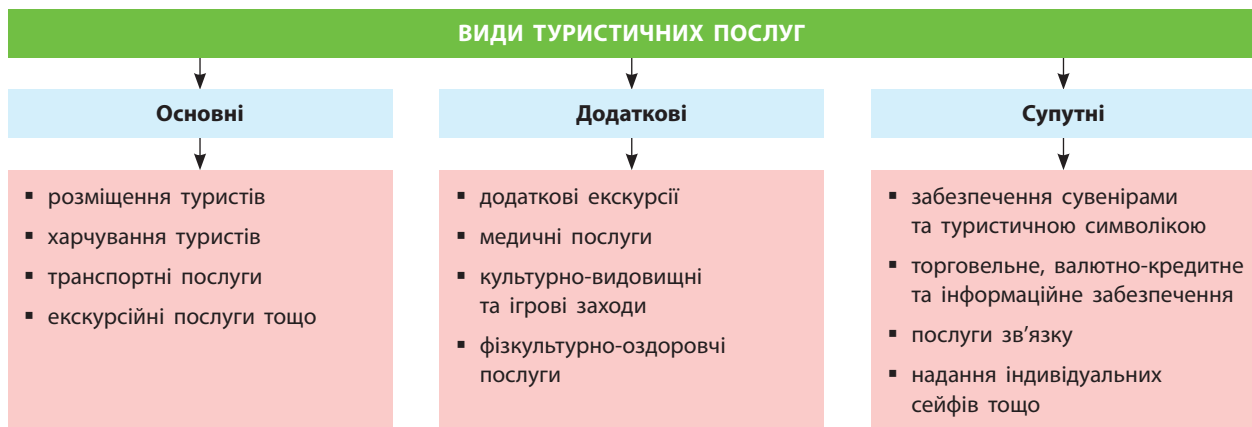 ВИДИ ТУРИСТИЧНИХ ПОСЛУГ
Основні
▪ розміщення туристів
▪ харчування туристів
▪ транспортні послуги
▪ екскурсійні послуги тощо
Додаткові
▪ додаткові екскурсії
▪ медичні послуги
▪ культурно-видовищні
та ігрові заходи
▪ фізкультурно-оздоровчі
послуги
Супутні
▪ забезпечення сувенірами
та туристичною символікою
▪ торговельне, валютно-кредитне
та інформаційне забезпечення
▪ послуги зв’язку
▪ надання індивідуальних
сейфів тощо